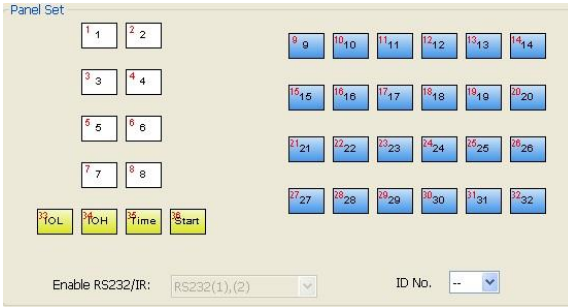 Panel Set
1 1 2 2
9 9 10 10 11 11 12 12 13 13 14 14
3 3 4 4
15 15 16 16 17 17 18 18 19 19 20 20
5 5 6 6
21 21 22 22 23 23 24 24 25 25 26 26
7 7 8 8
27 27 28 28 29 29 30 30 31 31 32 32
33 IOL 34 IOH 35 Time 36 Start
Enable RS232/IR: RS232(1),(2) ID No. --